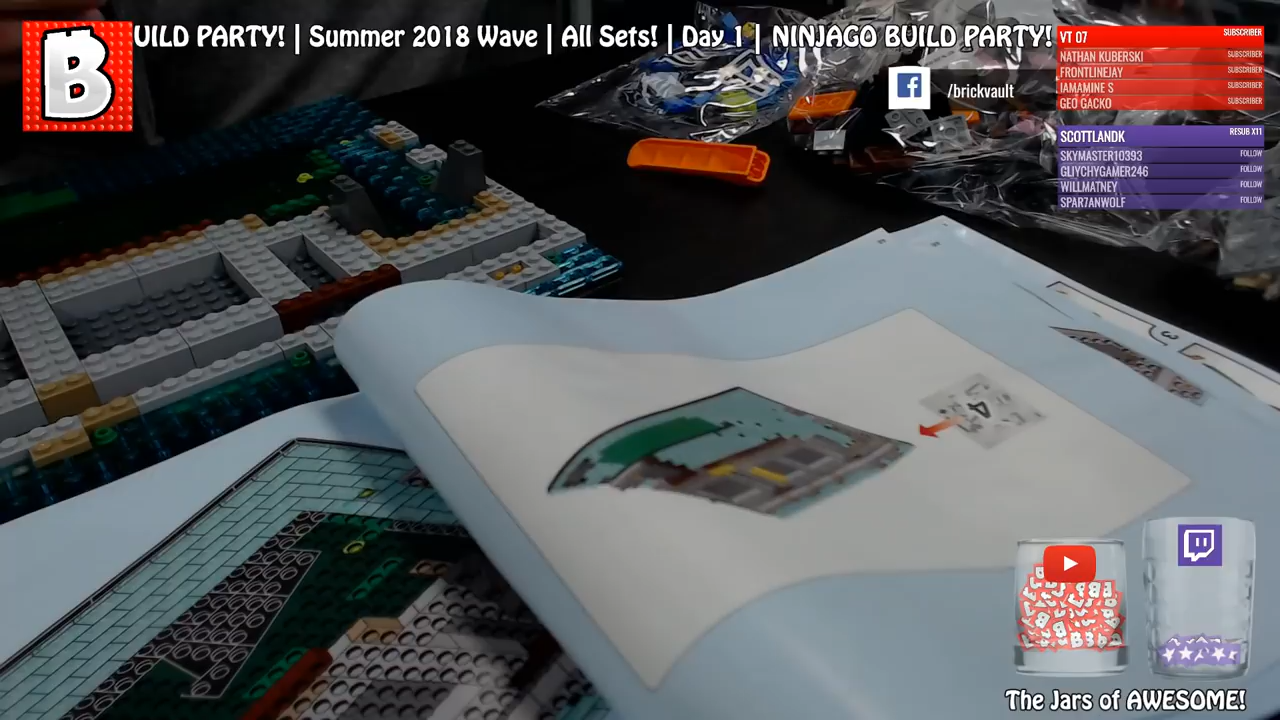 B
UILD PARTY! | Summer 2018 Wave | All Sets! | Day 1 | NINJAGO BUILD PARTY!
/brickvault
VT 07 SUBSCRIBER
NATHAN KUBERSKI SUBSCRIBER
FRONTLINEJAY SUBSCRIBER
IAMAMINE S SUBSCRIBER
GEO GACKO SUBSCRIBER
SCOTTLANDK RESUB X11
SKYMASTER10393 FOLLOW
GLIYCHYGAMER246 FOLLOW
WILLMATNEY FOLLOW
SPAR7ANWOLF FOLLOW
3
4
The Jars of AWESOME!